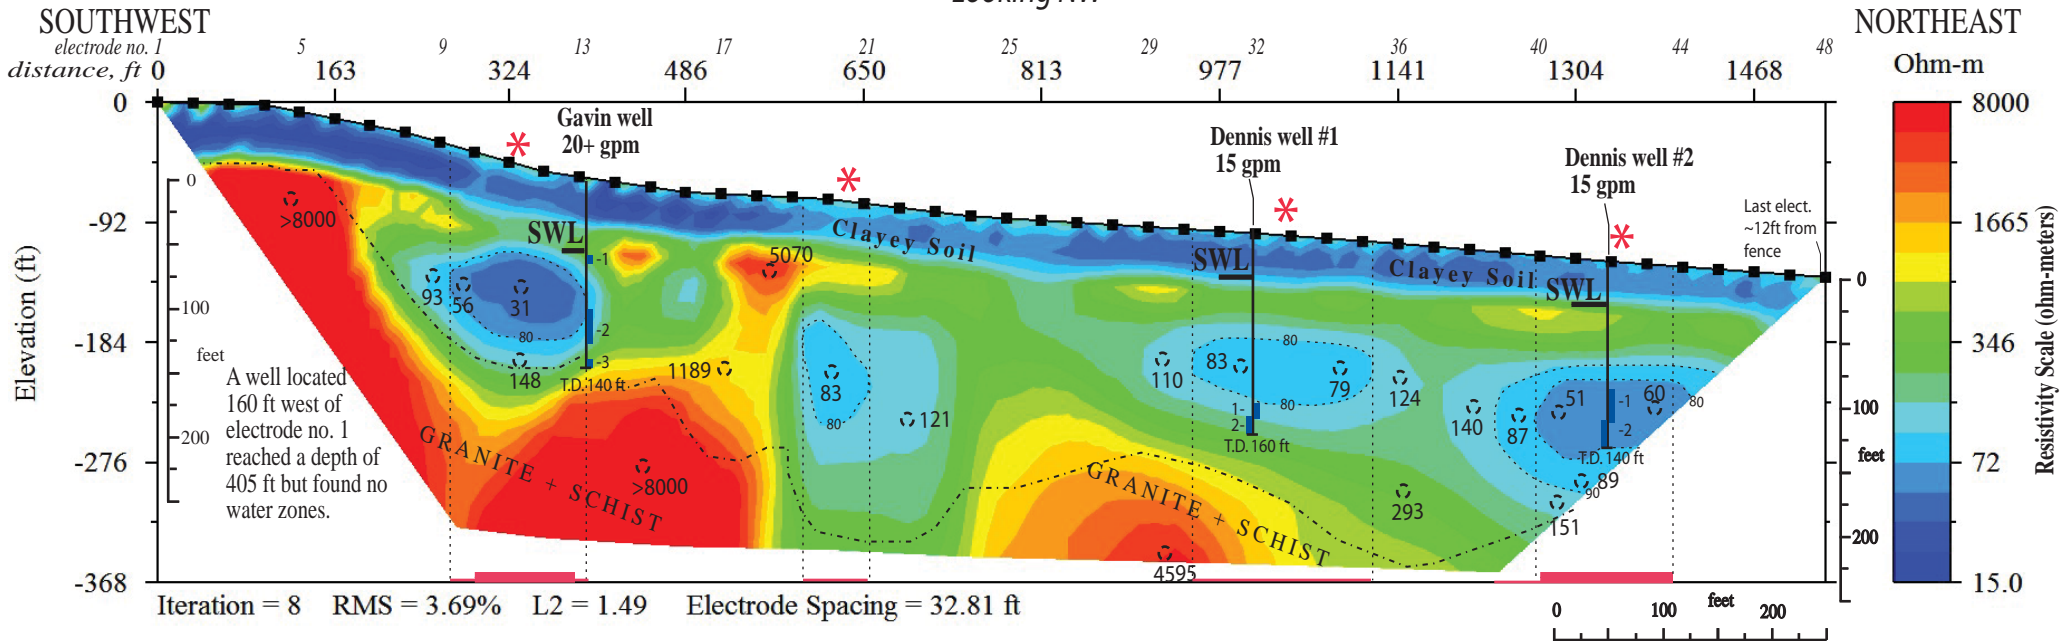 Looking NW
SOUTHWEST
NORTHEAST
electrode no. 1 5 9 13 17 21 25 29 32 36 40 44 48
distance, ft 0 163 324 486 650 813 977 1141 1304 1468
Ohm-m
Elevation (ft)
0
-92
-184
-276
-368
0
100
200
feet
Gavin well
20+ gpm
*
SWL
-1
-2
-3
T.D. 140 ft
*
Dennis well #1
15 gpm
*
SWL
1-
2-
T.D. 160 ft
Dennis well #2
15 gpm
*
SWL
-1
-2
T.D. 140 ft
Last elect.
~12ft from
fence
Clayey Soil
Clayey Soil
>8000
93
56
31
80
148
5070
1189
>8000
83
80
121
110
83
80
79
80
124
140
87
51
60
80
89
90
151
293
4595
GRANITE + SCHIST
GRANITE + SCHIST
A well located
160 ft west of
electrode no. 1
reached a depth of
405 ft but found no
water zones.
0
100
feet
200
8000
1665
346
72
15.0
Resistivity Scale (ohm-meters)
Iteration = 8 RMS = 3.69% L2 = 1.49 Electrode Spacing = 32.81 ft
0 100 feet 200